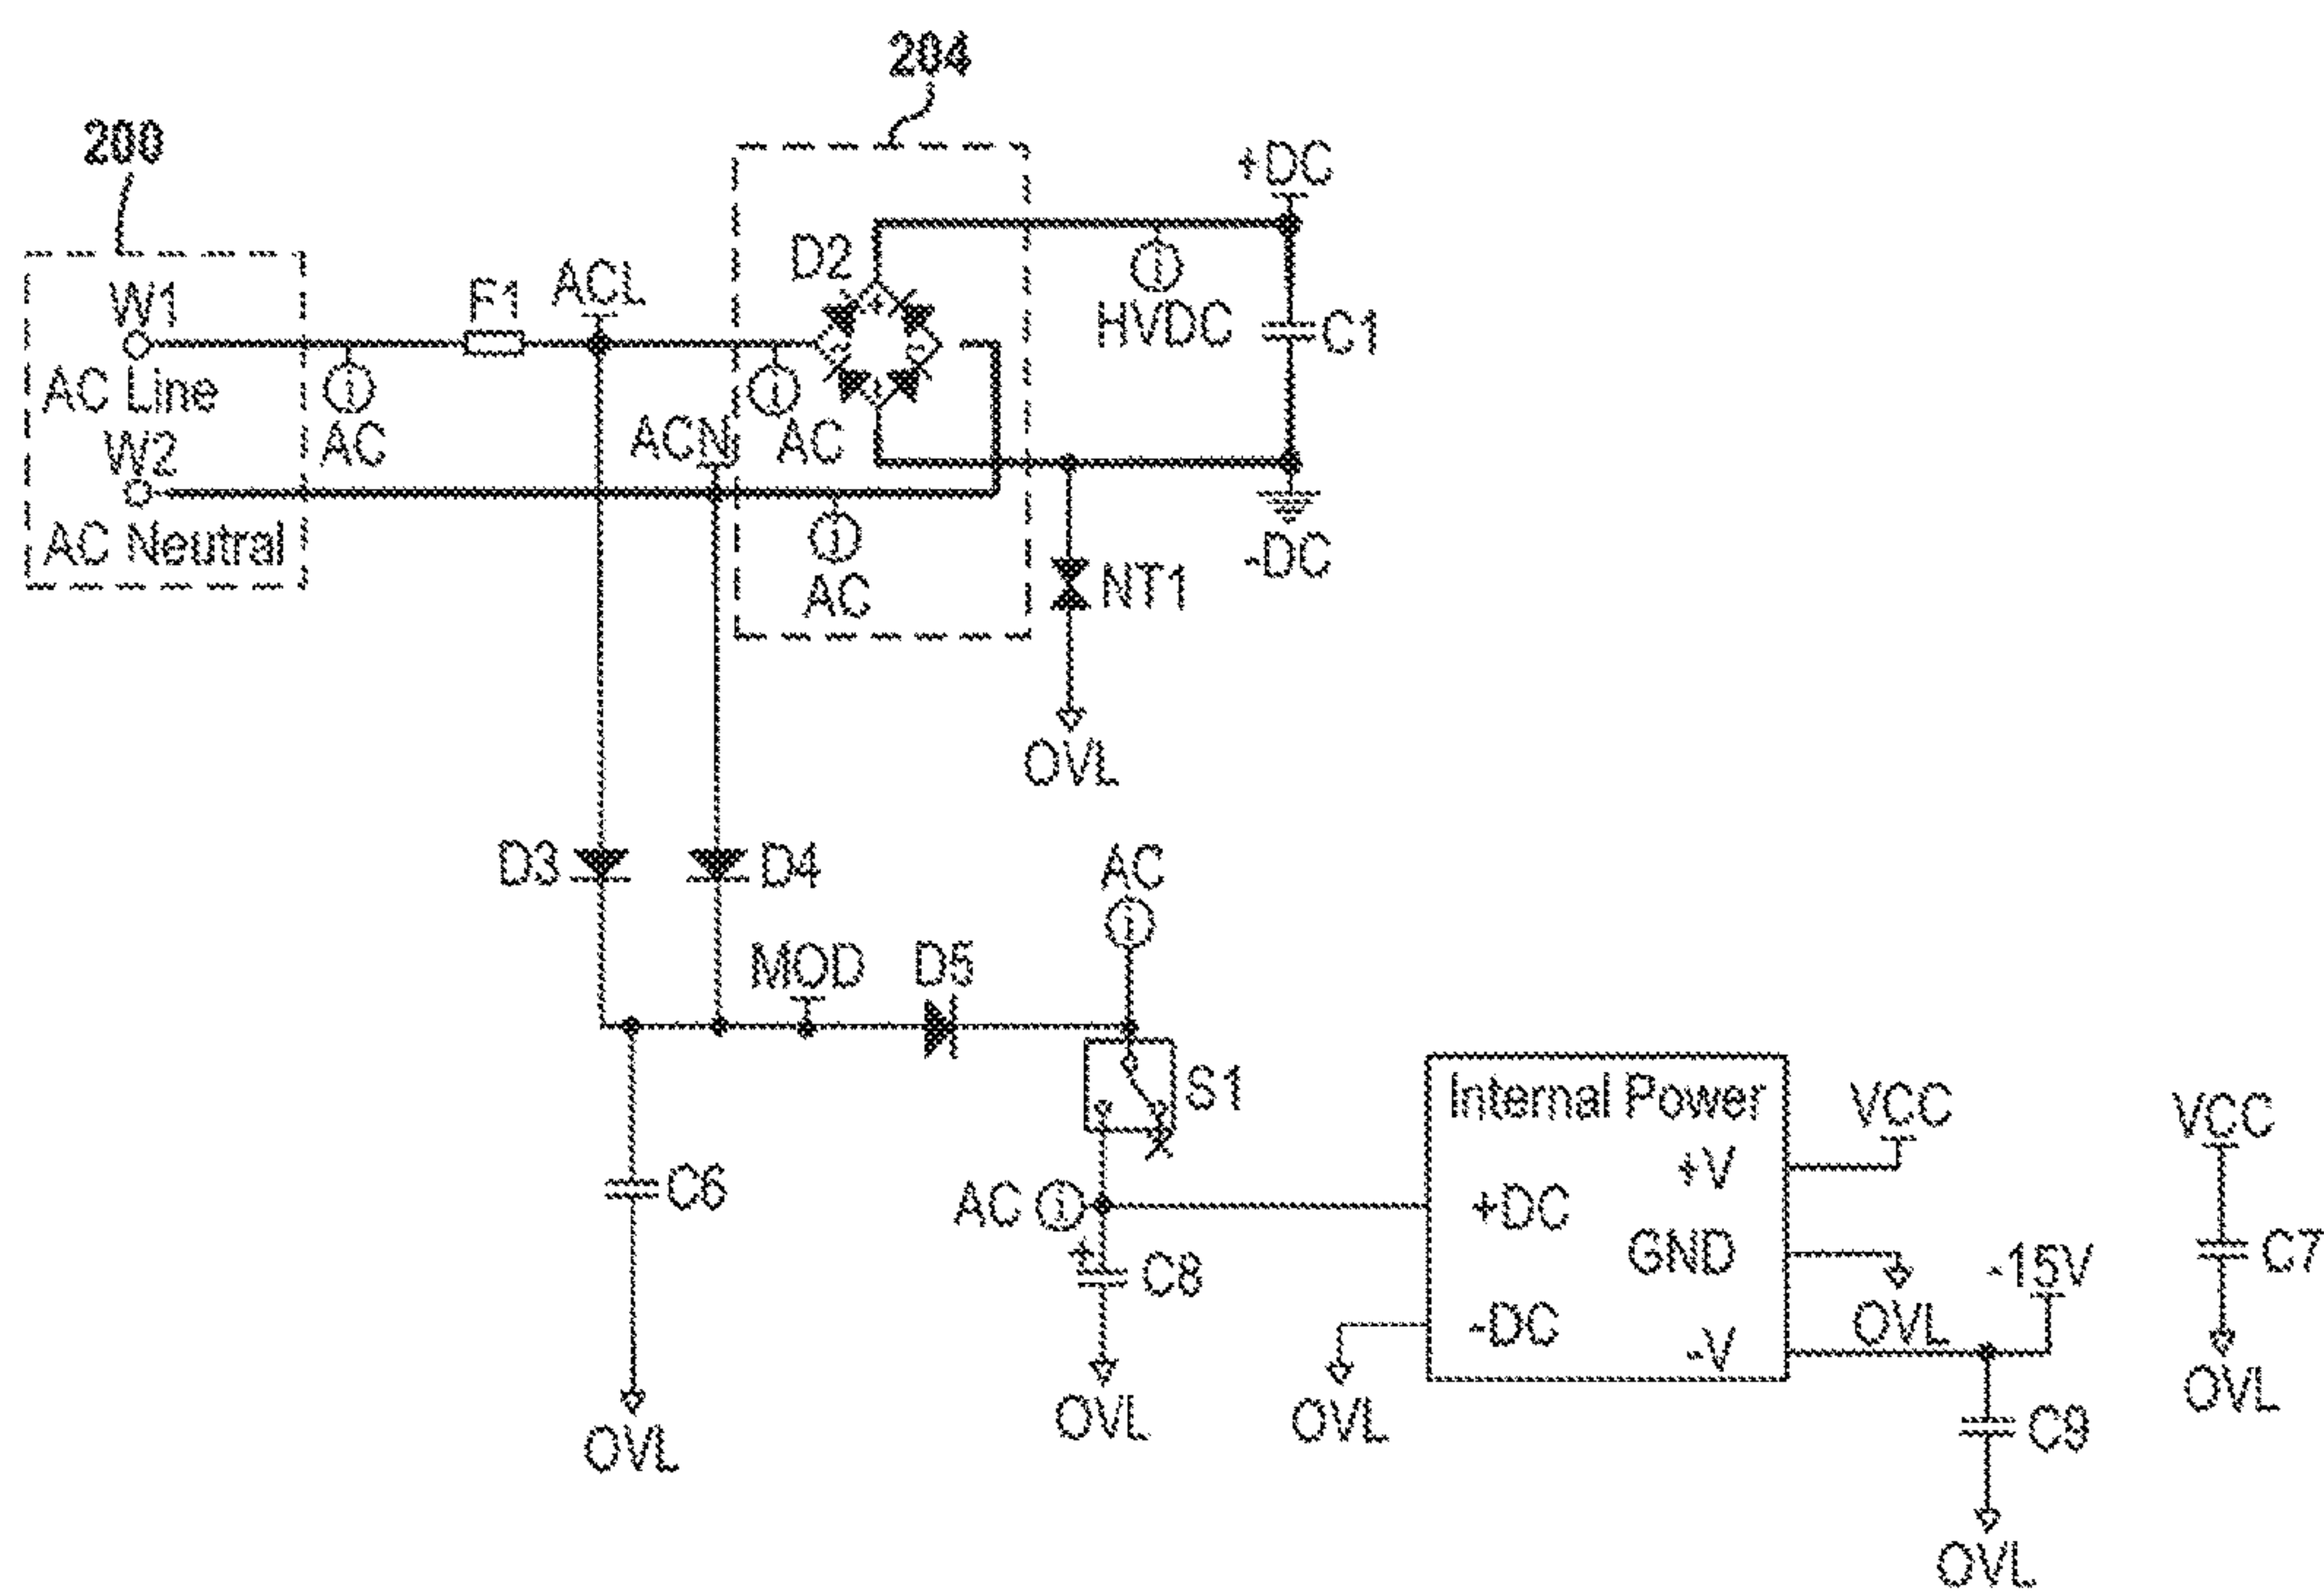 204
200
+DC
D2
W1
F1
ACL
HVDC
C1
AC Line
AC
ACN
AC
W2
AC Neutral
-DC
AC
NT1
OVL
D3
D4
AC
MOD
D5
S1
Internal Power
VCC
VCC
+V
C6
AC
+DC
GND
C8
-15V
C7
-DC
OVL
-V
OVL
OVL
OVL
C9
OVL
OVL